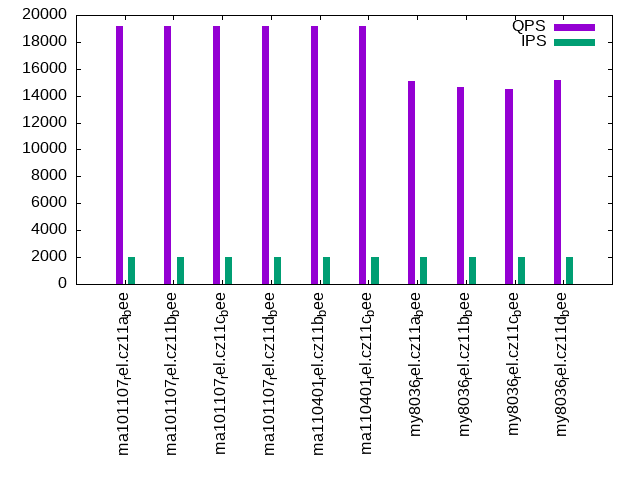 20000
18000
16000
14000
12000
10000
8000
6000
4000
2000
0
QPS
IPS
ma101107rel.cz11abee
ma101107rel.cz11bbee
ma101107rel.cz11cbee
ma101107rel.cz11dbee
ma110401rel.cz11bbee
ma110401rel.cz11cbee
my8036rel.cz11abee
my8036rel.cz11bbee
my8036rel.cz11cbee
my8036rel.cz11dbee